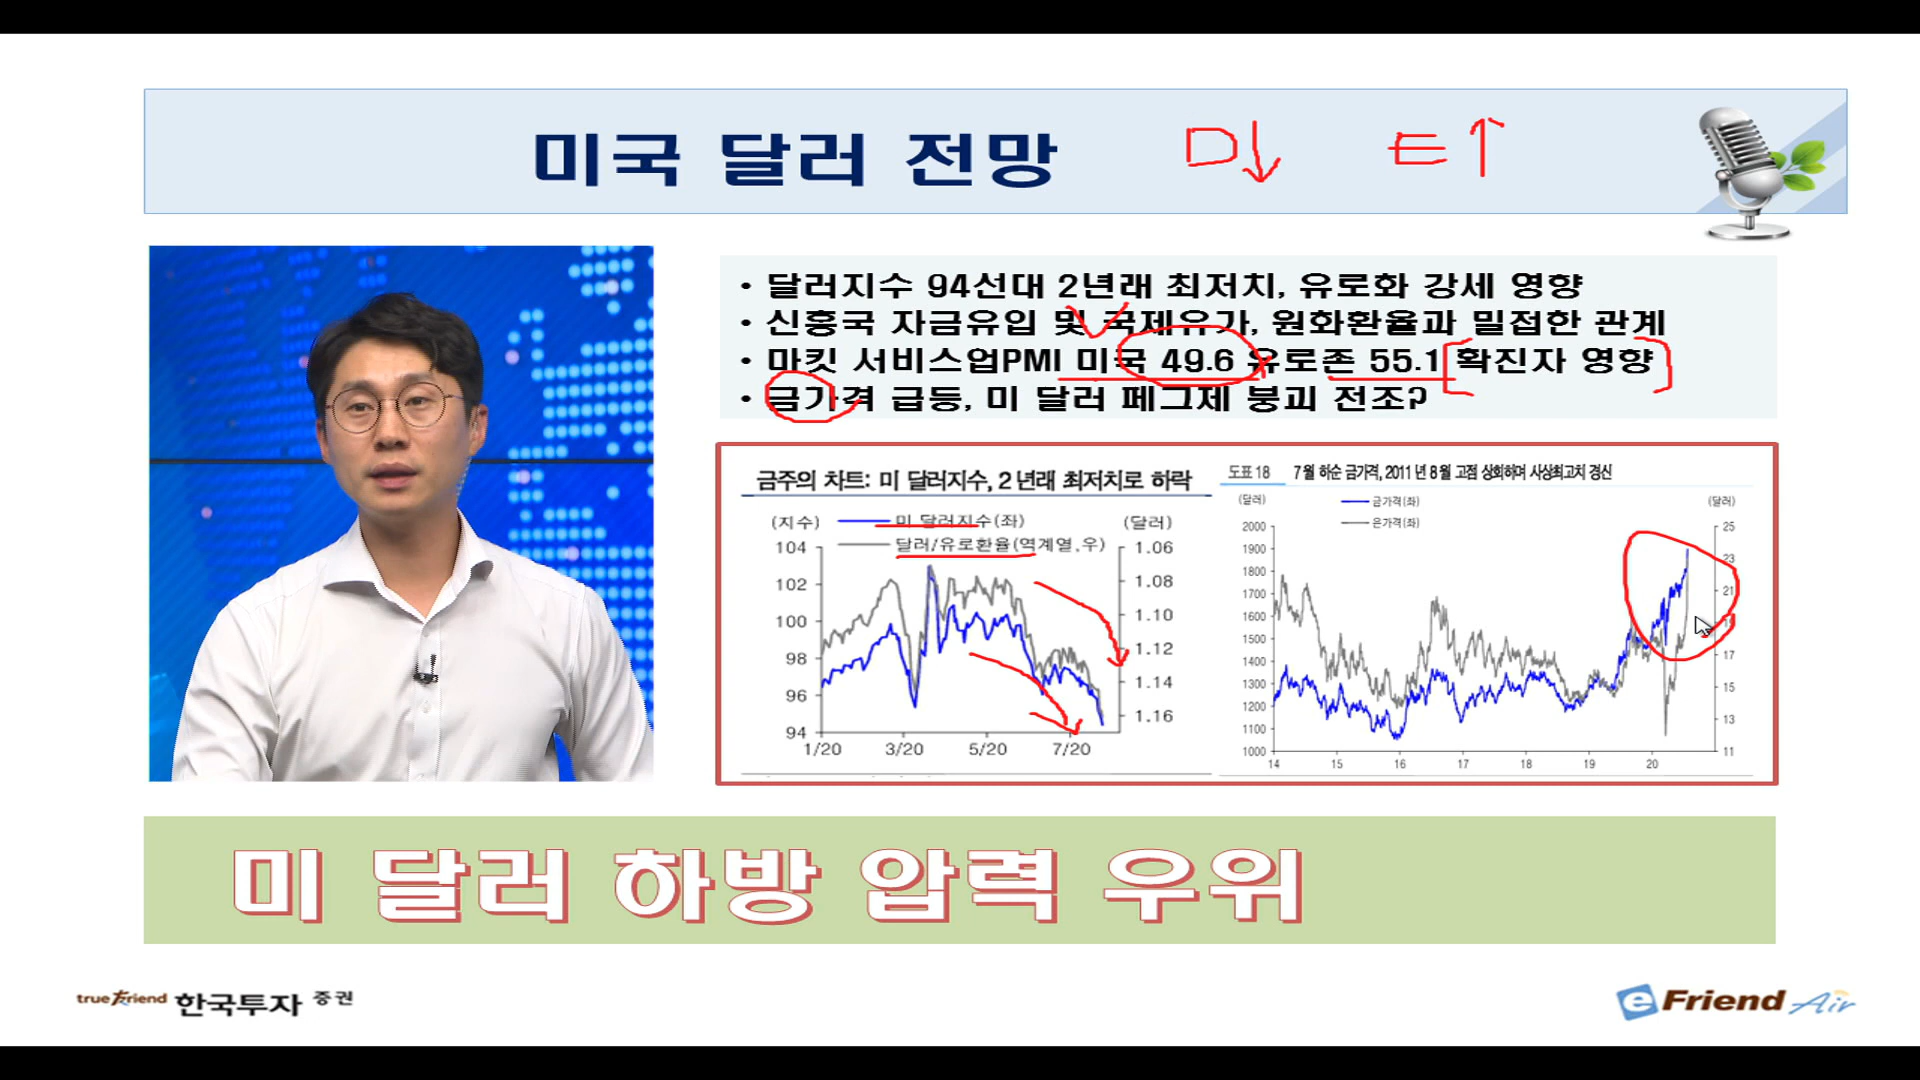 미국 달러 전망 D↓ E↑
• 달러지수 94선대 2년래 최저치, 유로화 강세 영향
• 신흥국 자금유입 및 국제유가, 원화환율과 밀접한 관계
• 마킷 서비스업PMI 미국 49.6 유로존 55.1 [확진자 영향]
• 금가격 급등, 미 달러 페그제 붕괴 전조?
금주의 차트: 미 달러지수, 2년래 최저치로 하락
(지수) 미 달러지수(좌) (달러)
달러/유로환율(역계열,우)
104 1.06
102 1.08
100 1.10
98 1.12
96 1.14
94 1.16
1/20 3/20 5/20 7/20
도표 18 7월 하순 금가격, 2011년 8월 고점 상회하며 사상최고치 경신
(달러) 금가격(좌) (달러)
은가격(좌)
2000 25
1900 23
1800 21
1700
1600 17
1500 15
1400 13
1300 11
1200
1100
1000
14 15 16 17 18 19 20
미 달러 하방 압력 우위
true friend 한국투자 증권
eFriend Air